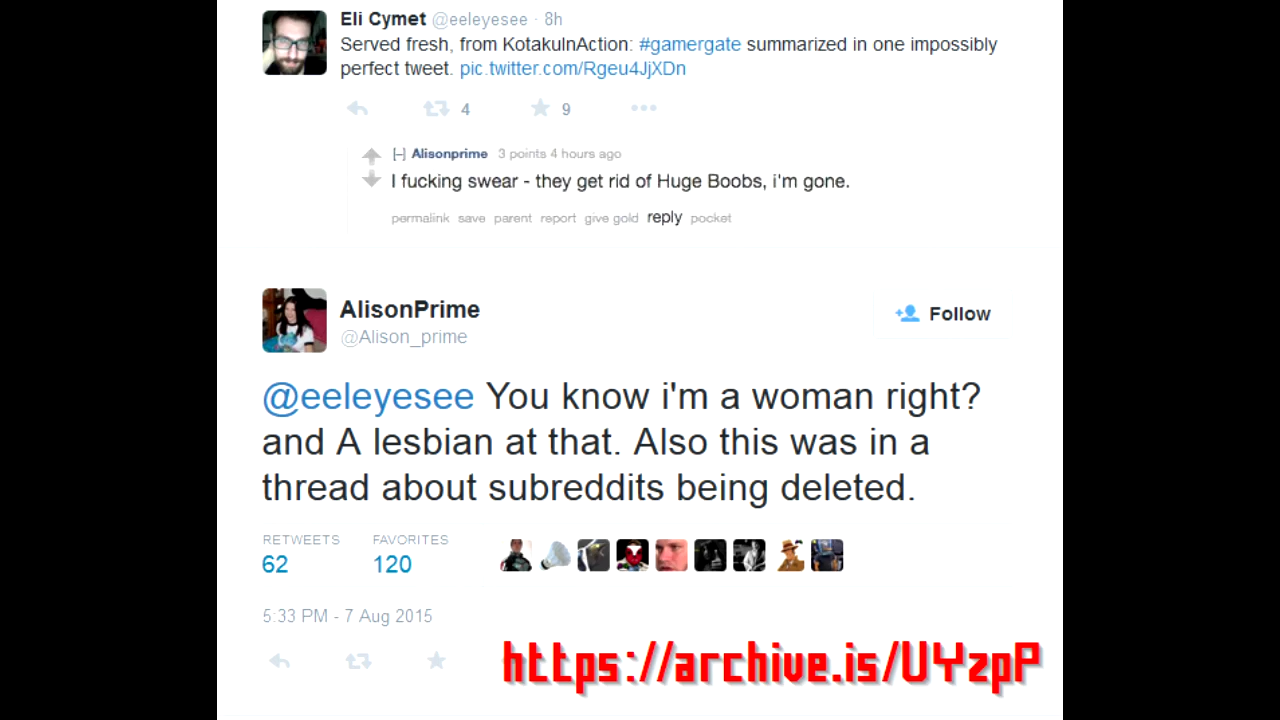 Eli Cymet @eeleyesee · 8h
Served fresh, from KotakuInAction: #gamergate summarized in one impossibly
perfect tweet. pic.twitter.com/Rgeu4JjXDn
4 9
[-] Alisonprime 3 points 4 hours ago
I fucking swear - they get rid of Huge Boobs, i'm gone.
permalink save parent report give gold reply pocket
AlisonPrime
@Alison_prime
Follow
@eeleyesee You know i'm a woman right?
and A lesbian at that. Also this was in a
thread about subreddits being deleted.
RETWEETS FAVORITES
62 120
5:33 PM - 7 Aug 2015
https://archive.is/UYzpP